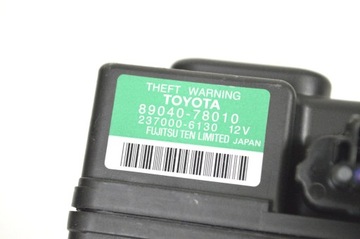 THEFT WARNING
TOYOTA
89040-78010
237000-6130 12V
FUJITSU TEN LIMITED JAPAN